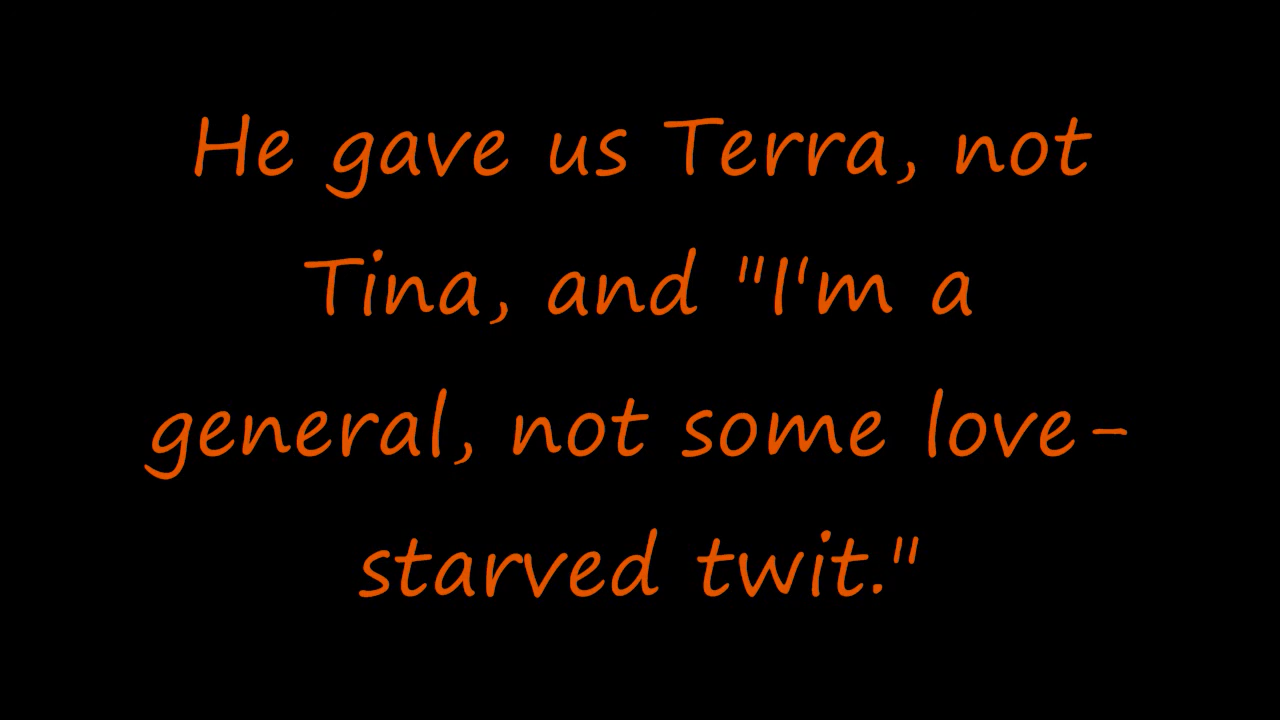 He gave us Terra, not
Tina, and "I'm a
general, not some love-
starved twit."